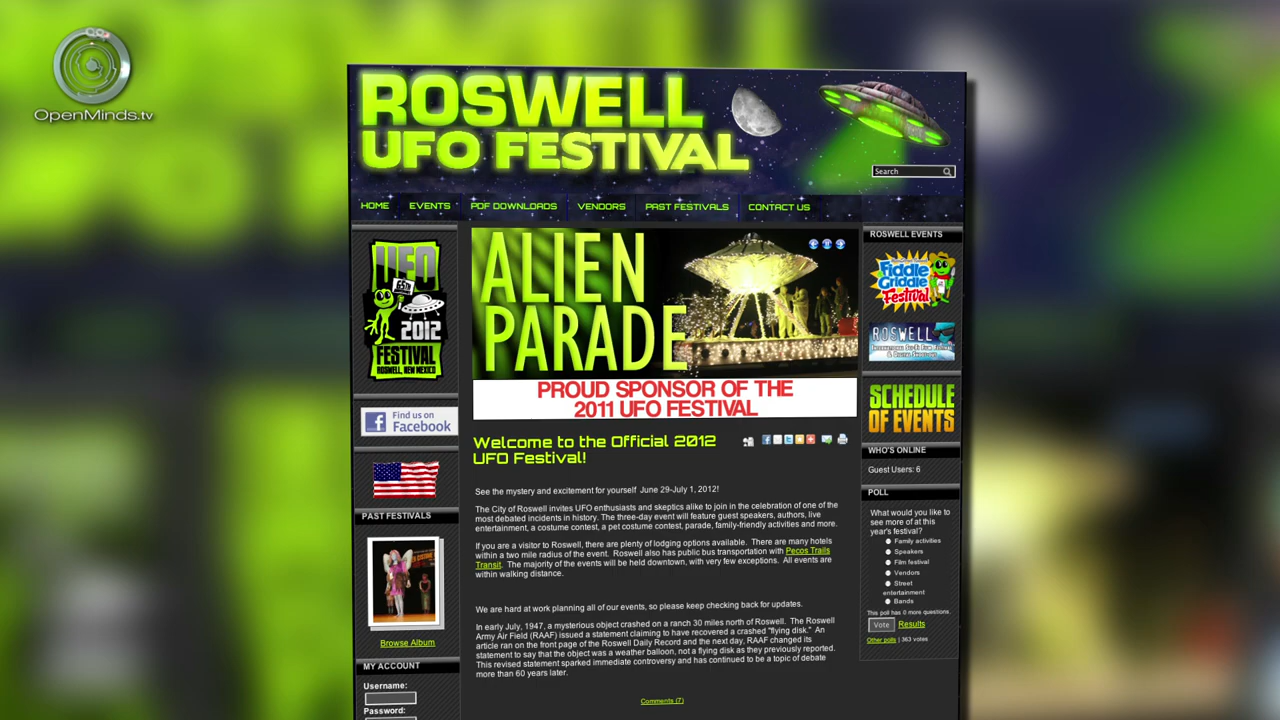 OpenMinds.tv
ROSWELL
UFO FESTIVAL
Search
HOME EVENTS PDF DOWNLOADS VENDORS PAST FESTIVALS CONTACT US
UFO
65TH
2012
FESTIVAL
ROSWELL, NEW MEXICO
Find us on
Facebook
PAST FESTIVALS
Browse Album
MY ACCOUNT
Username:
Password:
ALIEN
PARADE
PROUD SPONSOR OF THE
2011 UFO FESTIVAL
Welcome to the Official 2012
UFO Festival!
See the mystery and excitement for yourself June 29-July 1, 2012!
The City of Roswell invites UFO enthusiasts and skeptics alike to join in the celebration of one of the
most debated incidents in history. The three-day event will feature guest speakers, authors, live
entertainment, a costume contest, a pet costume contest, parade, family-friendly activities and more.
If you are a visitor to Roswell, there are plenty of lodging options available. There are many hotels
within a two mile radius of the event. Roswell also has public bus transportation with Pecos Trails
Transit. The majority of the events will be held downtown, with very few exceptions. All events are
within walking distance.
We are hard at work planning all of our events, so please keep checking back for updates.
In early July, 1947, a mysterious object crashed on a ranch 30 miles north of Roswell. The Roswell
Army Air Field (RAAF) issued a statement claiming to have recovered a crashed "flying disk." An
article ran on the front page of the Roswell Daily Record and the next day, RAAF changed its
statement to say that the object was a weather balloon, not a flying disk as they previously reported.
This revised statement sparked immediate controversy and has continued to be a topic of debate
more than 60 years later.
Comments (7)
ROSWELL EVENTS
Fiddle
Griddle
Festival
ROSWELL
SCHEDULE
OF EVENTS
WHO'S ONLINE
Guest Users: 6
POLL
What would you like to
see more of at this
year's festival?
Family activities
Speakers
Film festival
Vendors
Street
entertainment
Bands
This poll has 0 more questions.
Vote Results
Other polls | 363 votes